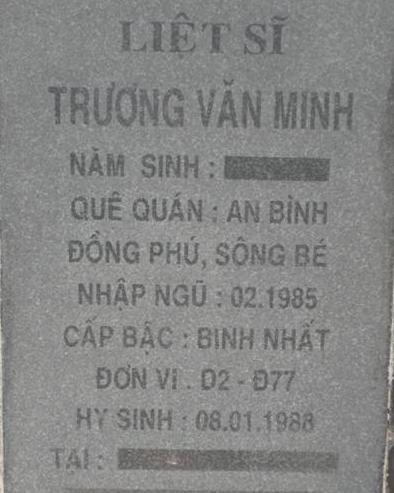 LIỆT SĨ
TRƯƠNG VĂN MINH
NĂM SINH :
QUÊ QUÁN : AN BÌNH
ĐỒNG PHÚ, SÔNG BÉ
NHẬP NGŨ : 02.1985
CẤP BẬC : BINH NHẤT
ĐƠN VỊ . D2 - Đ77
HY SINH : 08.01.1988
TẠI :